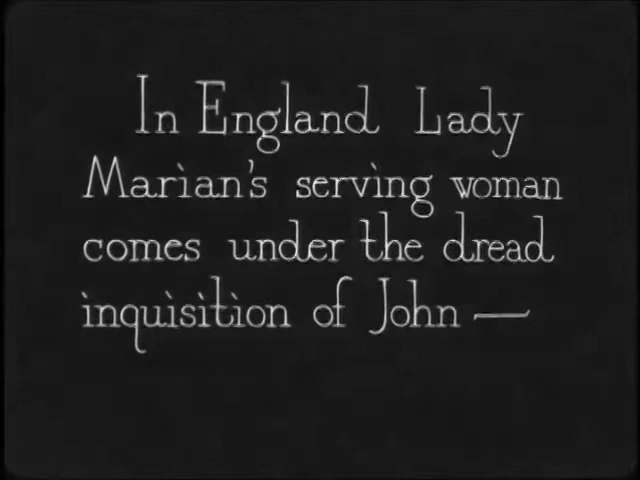 In England Lady
Marian's serving woman
comes under the dread
inquisition of John —